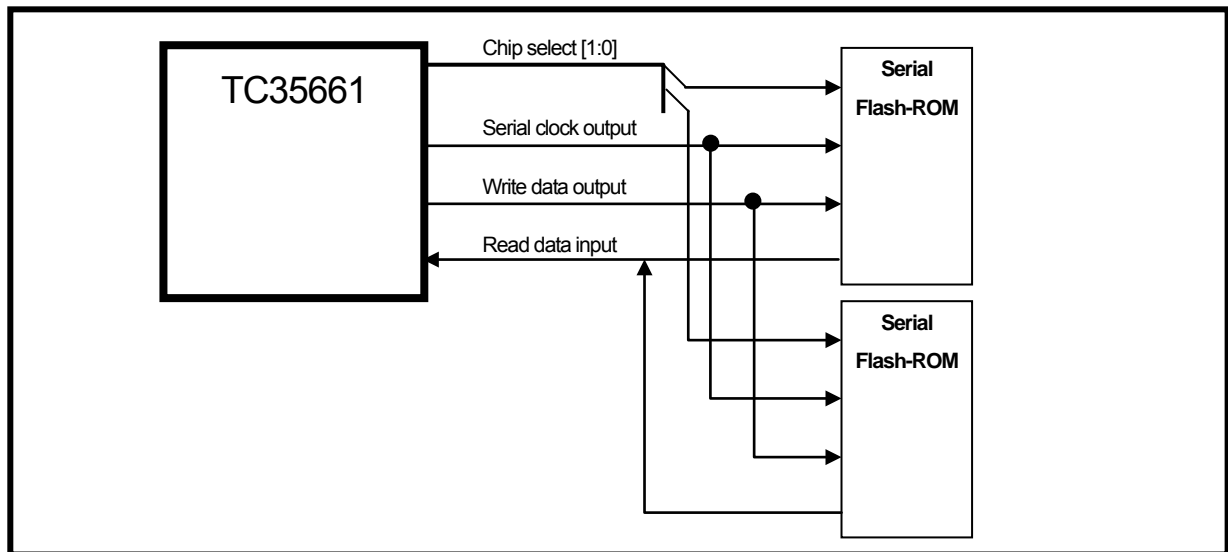 TC35661
Chip select [1:0]
Serial clock output
Write data output
Read data input
Serial
Flash-ROM
Serial
Flash-ROM